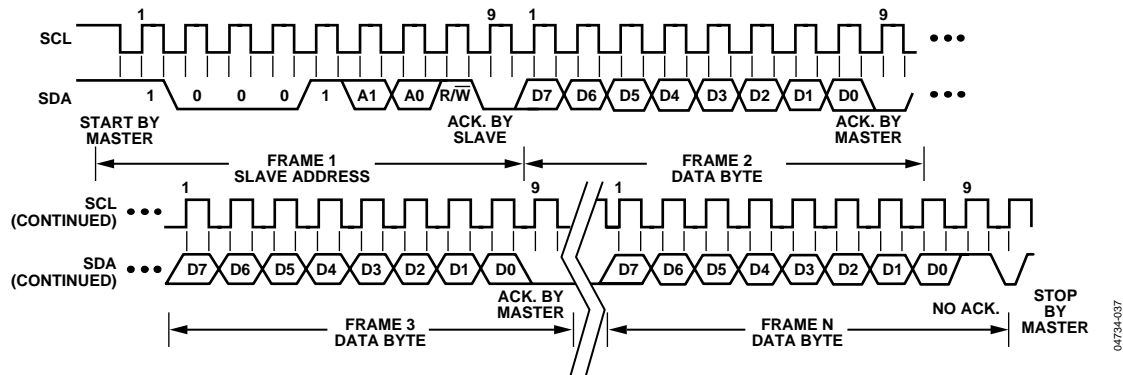 1 9 1 9
SCL
SDA
1 0 0 0 1 A1 A0 R/W̅ D7 D6 D5 D4 D3 D2 D1 D0
START BY
MASTER
ACK. BY
SLAVE
ACK. BY
MASTER
FRAME 1
SLAVE ADDRESS
FRAME 2
DATA BYTE
1 9 1 9
SCL
(CONTINUED)
SDA
(CONTINUED)
D7 D6 D5 D4 D3 D2 D1 D0 D7 D6 D5 D4 D3 D2 D1 D0
ACK. BY
MASTER
NO ACK.
STOP
BY
MASTER
FRAME 3
DATA BYTE
FRAME N
DATA BYTE
04734-037